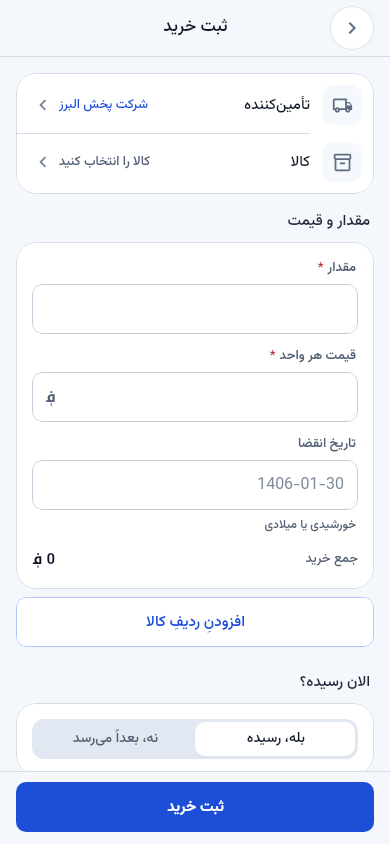 ثبت خرید
تأمین‌کننده
شرکت پخش البرز
کالا
کالا را انتخاب کنید
مقدار و قیمت
مقدار *
قیمت هر واحد *
؋
تاریخ انقضا
1406-01-30
خورشیدی یا میلادی
جمع خرید
0 ؋
افزودنِ ردیفِ کالا
الان رسیده؟
بله، رسیده
نه، بعداً می‌رسد
ثبت خرید